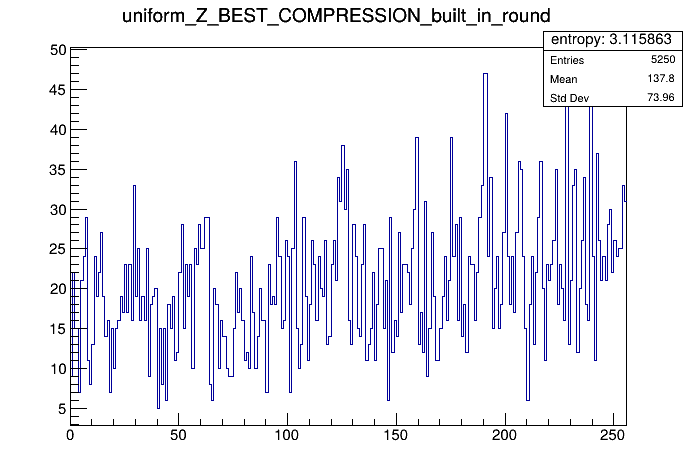 uniform_Z_BEST_COMPRESSION_built_in_round
entropy: 3.115863
Entries 5250
Mean 137.8
Std Dev 73.96
50
45
40
35
30
25
20
15
10
5
0 50 100 150 200 250